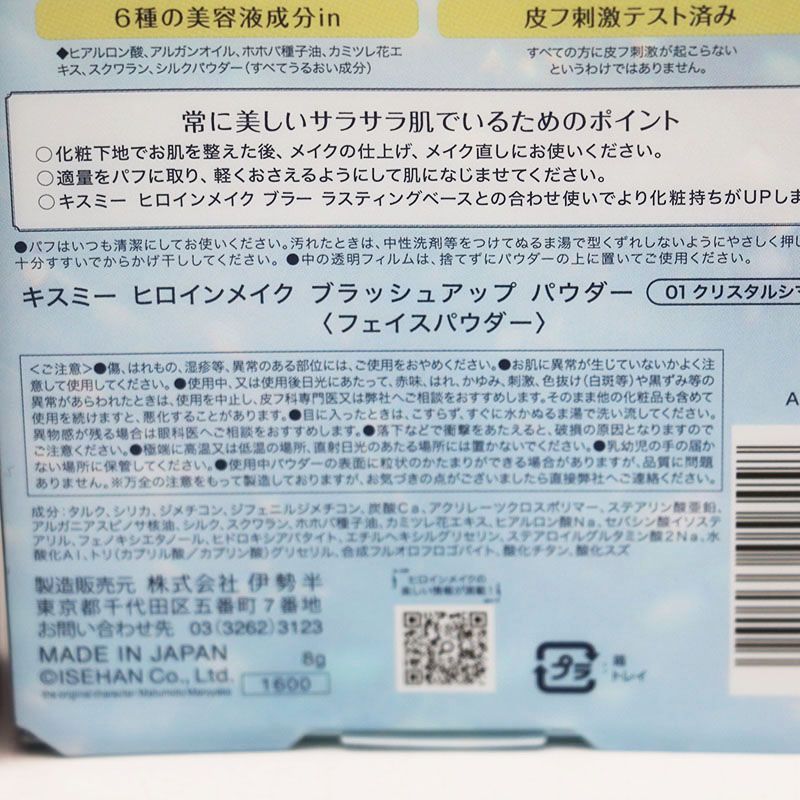 6種の美容液成分in
◆ヒアルロン酸、アルガンオイル、ホホバ種子油、カミツレ花エ
キス、スクワラン、シルクパウダー（すべてうるおい成分）
皮フ刺激テスト済み
すべての方に皮フ刺激が起こらない
というわけではありません。
常に美しいサラサラ肌でいるためのポイント
○化粧下地でお肌を整えた後、メイクの仕上げ、メイク直しにお使いください。
○適量をパフに取り、軽くおさえるようにして肌になじませてください。
○キスミー ヒロインメイク ブラー ラスティングベースとの合わせ使いでより化粧持ちがUPしま
●パフはいつも清潔にしてお使いください。汚れたときは、中性洗剤等をつけてぬるま湯で型くずれしないようにやさしく押し
十分すすいでからかげ干ししてください。●中の透明フィルムは、捨てずにパウダーの上に置いてご使用ください。
キスミー ヒロインメイク ブラッシュアップ パウダー 01 クリスタルシマ
〈フェイスパウダー〉
<ご注意>●傷、はれもの、湿疹等、異常のある部位には、ご使用をおやめください。●お肌に異常が生じていないかよく注
意して使用してください。●使用中、又は使用後日光にあたって、赤味、はれ、かゆみ、刺激、色抜け(白斑等)や黒ずみ等の
異常があらわれたときは、使用を中止し、皮フ科専門医又は弊社へご相談をおすすめします。そのまま他の化粧品も含めて
使用を続けますと、悪化することがあります。●目に入ったときは、こすらず、すぐに水かぬるま湯で洗い流してください。
異物感が残る場合は眼科医へご相談をおすすめします。●落下などで衝撃をあたえると、破損の原因となりますので
ご注意ください。●極端に高温又は低温の場所、直射日光のあたる場所には置かないでください。●乳幼児の手の届か
ない場所に保管してください。●使用中パウダーの表面に粒状のかたまりができる場合がありますが、品質に問題
ありません。※万全の注意をもって製造しておりますが、お気づきの点がございましたら直接弊社へご連絡ください。
A
成分：タルク、シリカ、ジメチコン、ジフェニルジメチコン、炭酸Ca、アクリレーツクロスポリマー、ステアリン酸亜鉛、
アルガニアスピノサ核油、シルク、スクワラン、ホホバ種子油、カミツレ花エキス、ヒアルロン酸Na、セバシン酸イソステ
アリル、フェノキシエタノール、ヒドロキシアパタイト、エチルヘキシルグリセリン、ステアロイルグルタミン酸2Na、水
酸化Al、トリ(カプリル酸/カプリン酸)グリセリル、合成フルオロフロゴパイト、酸化チタン、酸化スズ
製造販売元 株式会社 伊勢半
東京都千代田区五番町7番地
お問い合わせ先 03(3262)3123
MADE IN JAPAN 8g
©ISEHAN Co., Ltd. 1600
ヒロインメイクの
楽しい情報が満載！
プラ
箱
トレイ